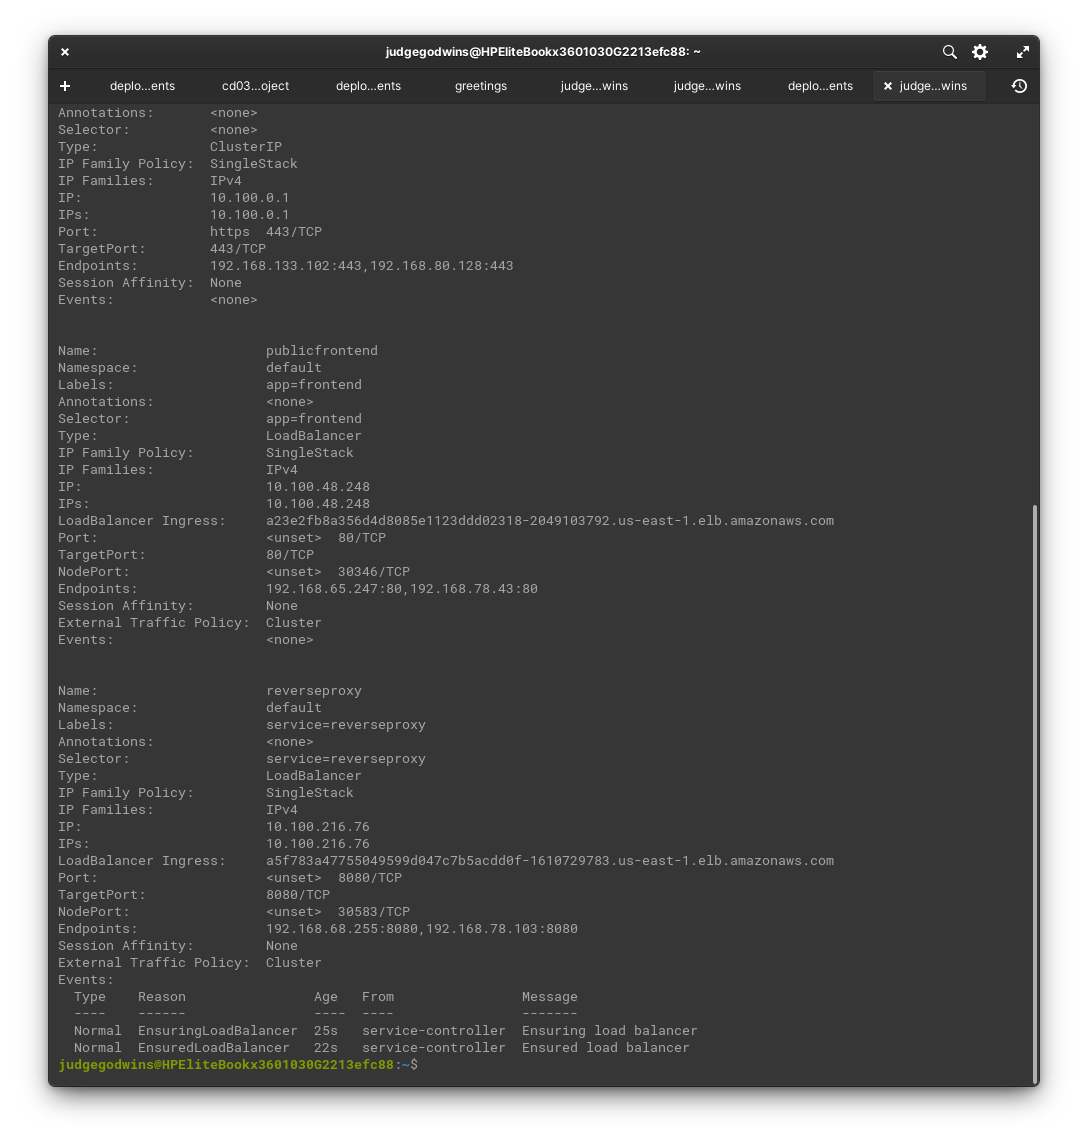 judgegodwins@HPEliteBookx3601030G2213efc88: ~
deplo...ents cd03...oject deplo...ents greetings judge...wins judge...wins deplo...ents judge...wins
Annotations: <none>
Selector: <none>
Type: ClusterIP
IP Family Policy: SingleStack
IP Families: IPv4
IP: 10.100.0.1
IPs: 10.100.0.1
Port: https 443/TCP
TargetPort: 443/TCP
Endpoints: 192.168.133.102:443,192.168.80.128:443
Session Affinity: None
Events: <none>
Name: publicfrontend
Namespace: default
Labels: app=frontend
Annotations: <none>
Selector: app=frontend
Type: LoadBalancer
IP Family Policy: SingleStack
IP Families: IPv4
IP: 10.100.48.248
IPs: 10.100.48.248
LoadBalancer Ingress: a23e2fb8a356d4d8085e1123ddd02318-2049103792.us-east-1.elb.amazonaws.com
Port: <unset> 80/TCP
TargetPort: 80/TCP
NodePort: <unset> 30346/TCP
Endpoints: 192.168.65.247:80,192.168.78.43:80
Session Affinity: None
External Traffic Policy: Cluster
Events: <none>
Name: reverseproxy
Namespace: default
Labels: service=reverseproxy
Annotations: <none>
Selector: service=reverseproxy
Type: LoadBalancer
IP Family Policy: SingleStack
IP Families: IPv4
IP: 10.100.216.76
IPs: 10.100.216.76
LoadBalancer Ingress: a5f783a47755049599d047c7b5acdd0f-1610729783.us-east-1.elb.amazonaws.com
Port: <unset> 8080/TCP
TargetPort: 8080/TCP
NodePort: <unset> 30583/TCP
Endpoints: 192.168.68.255:8080,192.168.78.103:8080
Session Affinity: None
External Traffic Policy: Cluster
Events:
Type Reason Age From Message
---- ------ ---- ---- -------
Normal EnsuringLoadBalancer 25s service-controller Ensuring load balancer
Normal EnsuredLoadBalancer 22s service-controller Ensured load balancer
judgegodwins@HPEliteBookx3601030G2213efc88:~$